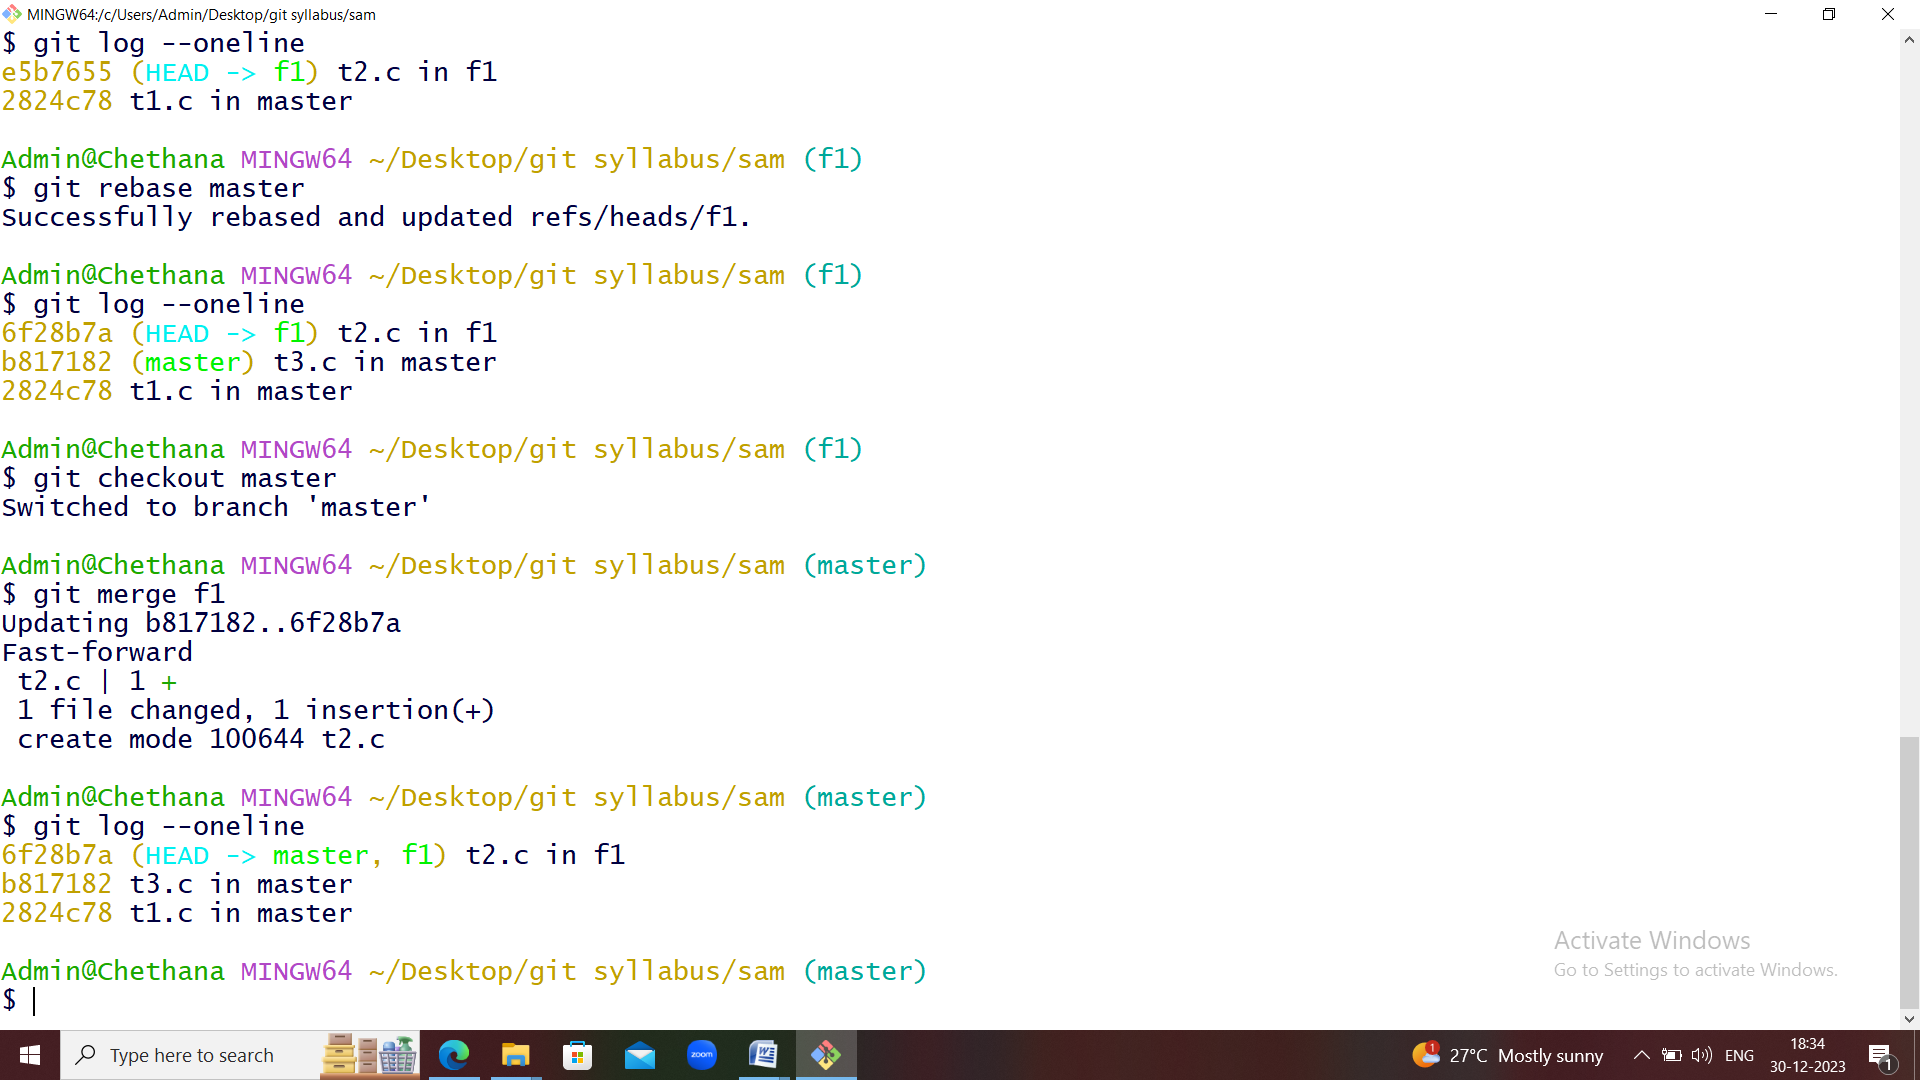 MINGW64:/c/Users/Admin/Desktop/git syllabus/sam
$ git log --oneline
e5b7655 (HEAD -> f1) t2.c in f1
2824c78 t1.c in master
Admin@Chethana MINGW64 ~/Desktop/git syllabus/sam (f1)
$ git rebase master
Successfully rebased and updated refs/heads/f1.
Admin@Chethana MINGW64 ~/Desktop/git syllabus/sam (f1)
$ git log --oneline
6f28b7a (HEAD -> f1) t2.c in f1
b817182 (master) t3.c in master
2824c78 t1.c in master
Admin@Chethana MINGW64 ~/Desktop/git syllabus/sam (f1)
$ git checkout master
Switched to branch 'master'
Admin@Chethana MINGW64 ~/Desktop/git syllabus/sam (master)
$ git merge f1
Updating b817182..6f28b7a
Fast-forward
 t2.c | 1 +
 1 file changed, 1 insertion(+)
 create mode 100644 t2.c
Admin@Chethana MINGW64 ~/Desktop/git syllabus/sam (master)
$ git log --oneline
6f28b7a (HEAD -> master, f1) t2.c in f1
b817182 t3.c in master
2824c78 t1.c in master
Admin@Chethana MINGW64 ~/Desktop/git syllabus/sam (master)
$
Activate Windows
Go to Settings to activate Windows.
Type here to search
zoom
1
27°C Mostly sunny
ENG
18:34
30-12-2023
1